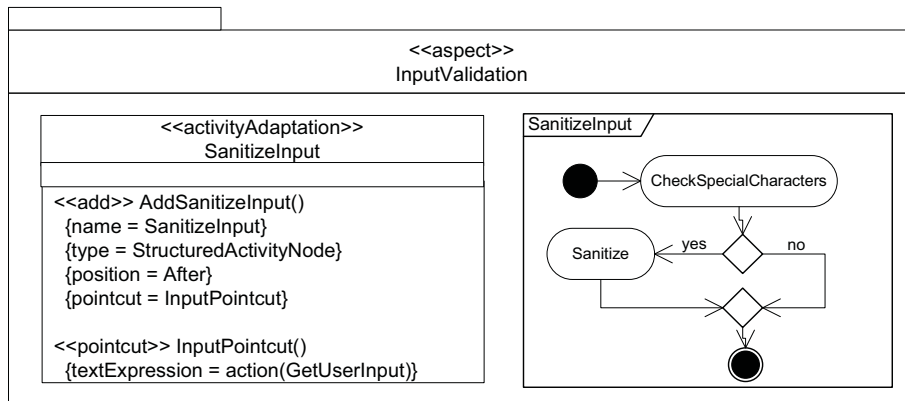 <<aspect>>
InputValidation
<<activityAdaptation>>
SanitizeInput
<<add>> AddSanitizeInput()
{name = SanitizeInput}
{type = StructuredActivityNode}
{position = After}
{pointcut = InputPointcut}
<<pointcut>> InputPointcut()
{textExpression = action(GetUserInput)}
SanitizeInput
CheckSpecialCharacters
yes
no
Sanitize